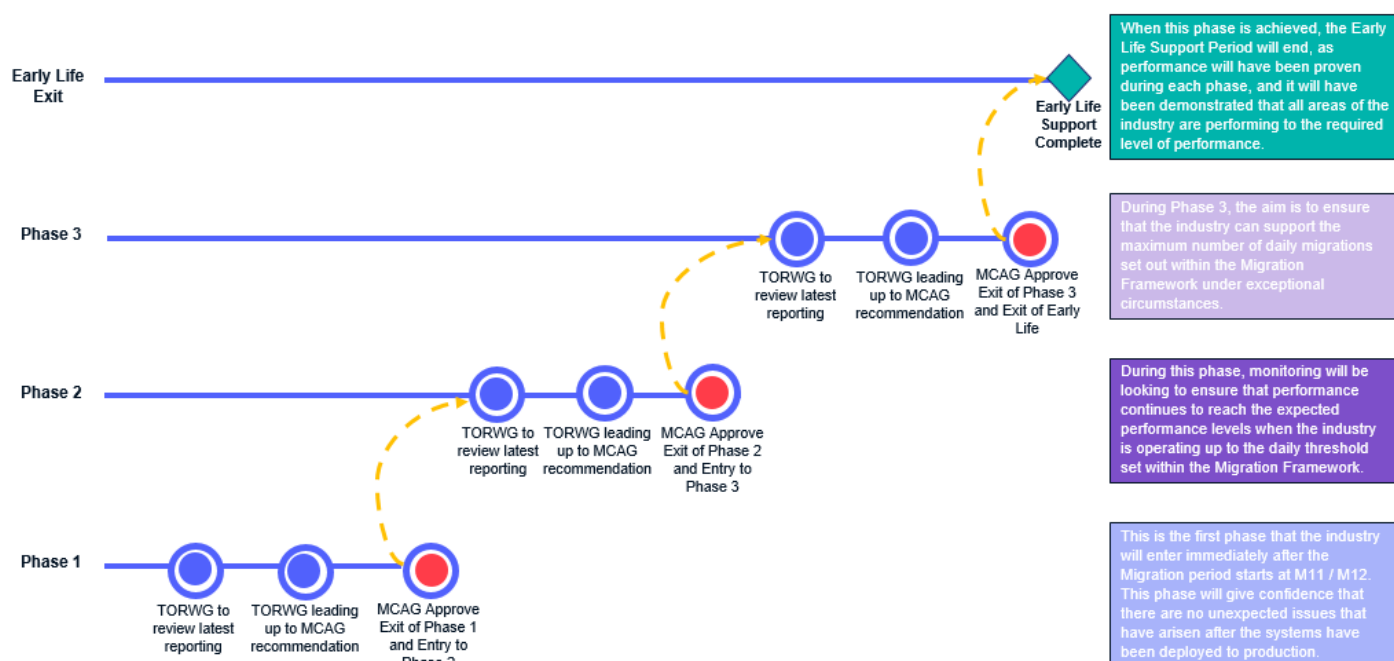 Early Life
Exit
Early Life
Support
Complete
When this phase is achieved, the Early
Life Support Period will end, as
performance will have been proven
during each phase, and it will have
been demonstrated that all areas of the
industry are performing to the required
level of performance.
Phase 3
TORWG to
review latest
reporting
TORWG leading
up to MCAG
recommendation
MCAG Approve
Exit of Phase 3
and Exit of Early
Life
During Phase 3, the aim is to ensure
that the industry can support the
maximum number of daily migrations
set out within the Migration
Framework under exceptional
circumstances.
Phase 2
TORWG to
review latest
reporting
TORWG leading
up to MCAG
recommendation
MCAG Approve
Exit of Phase 2
and Entry to
Phase 3
During this phase, monitoring will be
looking to ensure that performance
continues to reach the expected
performance levels when the industry
is operating up to the daily threshold
set within the Migration Framework.
Phase 1
TORWG to
review latest
reporting
TORWG leading
up to MCAG
recommendation
MCAG Approve
Exit of Phase 1
and Entry to
Phase 2
This is the first phase that the industry
will enter immediately after the
Migration period starts at M11 / M12.
This phase will give confidence that
there are no unexpected issues that
have arisen after the systems have
been deployed to production.